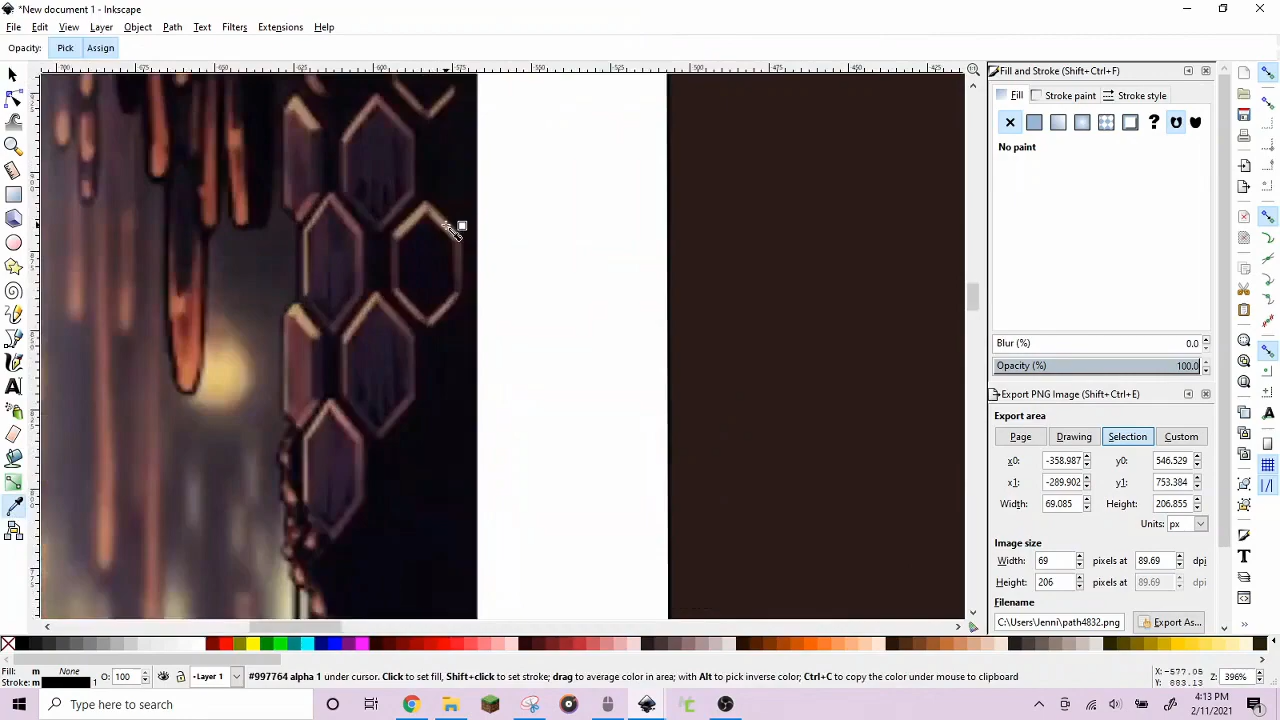 *New document 1 - Inkscape
File Edit View Layer Object Path Text Filters Extensions Help
Opacity: Pick Assign
Fill and Stroke (Shift+Ctrl+F)
Fill Stroke paint Stroke style
No paint
Blur (%) 0.0
Opacity (%) 100.0
Export PNG Image (Shift+Ctrl+E)
Export area
Page Drawing Selection Custom
x0: -358.987 y0: 546.529
x1: -289.902 y1: 753.384
Width: 69.085 Height: 206.855
Units: px
Image size
Width: 69 pixels at 89.69 dpi
Height: 206 pixels at 89.69 dpi
Filename
C:\Users\Jenni\path4832.png Export As...
Fill: m None
Stroke: m 1 O: 100 Layer 1 #997764 alpha 1 under cursor. Click to set fill, Shift+click to set stroke; drag to average color in area; with Alt to pick inverse color; Ctrl+C to copy the color under mouse to clipboard X: -577.05 Y: 883.13 Z: 396%
Type here to search 4:13 PM
2/11/2021